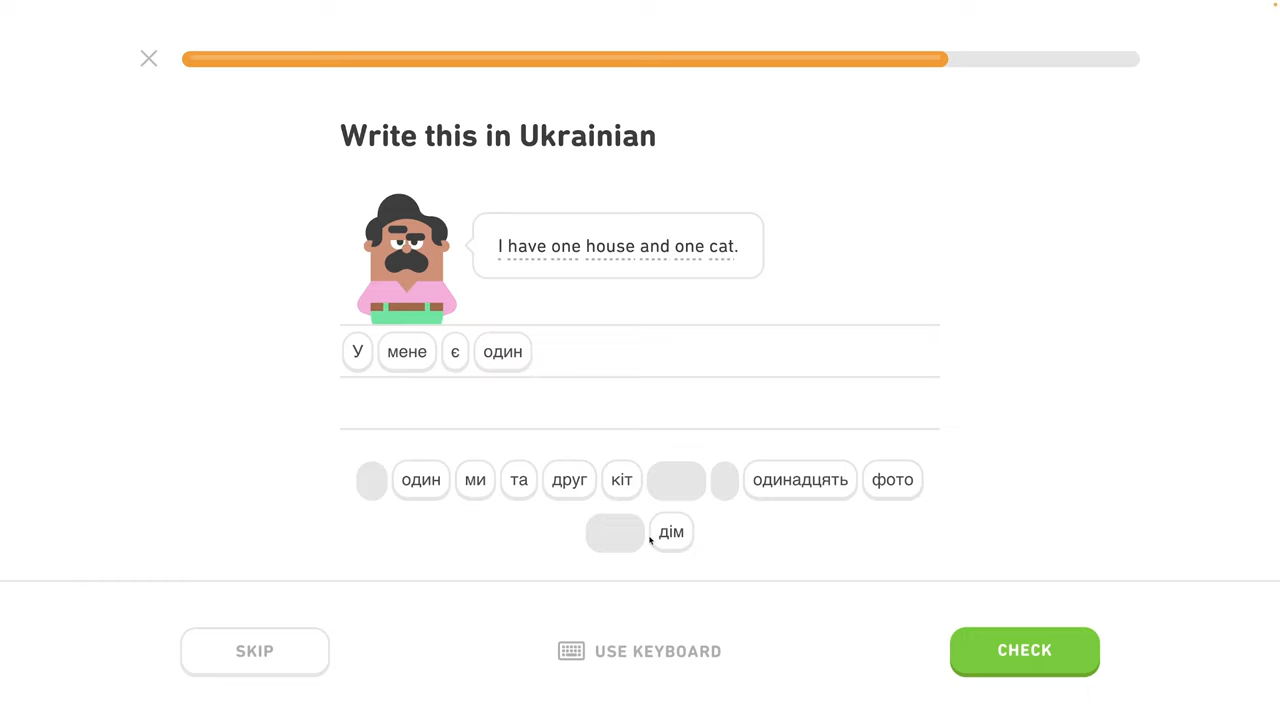 Write this in Ukrainian
I have one house and one cat.
У мене є один
один ми та друг кіт одинадцять фото
дім
SKIP USE KEYBOARD CHECK